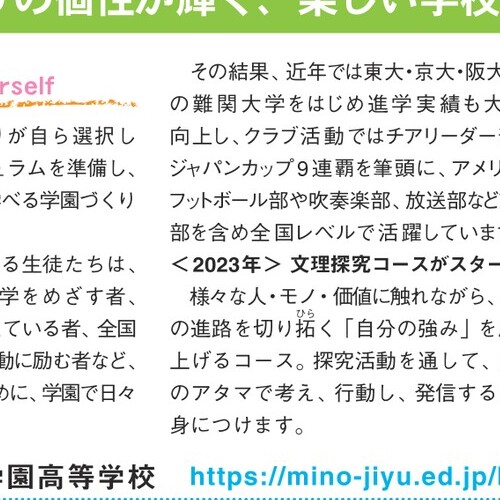 の個性が輝く、楽しい学校
rself
が自ら選択し
ラムを準備し、
べる学園づくり
る生徒たちは、
学をめざす者、
ている者、全国
動に励む者など、
めに、学園で日々
その結果、近年では東大・京大・阪大
の難関大学をはじめ進学実績も大
向上し、クラブ活動ではチアリーダー
ジャパンカップ9連覇を筆頭に、アメリ
フットボール部や吹奏楽部、放送部など
部を含め全国レベルで活躍しています
＜2023年＞ 文理探究コースがスター
様々な人・モノ・価値に触れながら、
の進路を切り拓く「自分の強み」を
ひら
上げるコース。探究活動を通して、
のアタマで考え、行動し、発信する
身につけます。
学園高等学校
https://mino-jiyu.ed.jp/